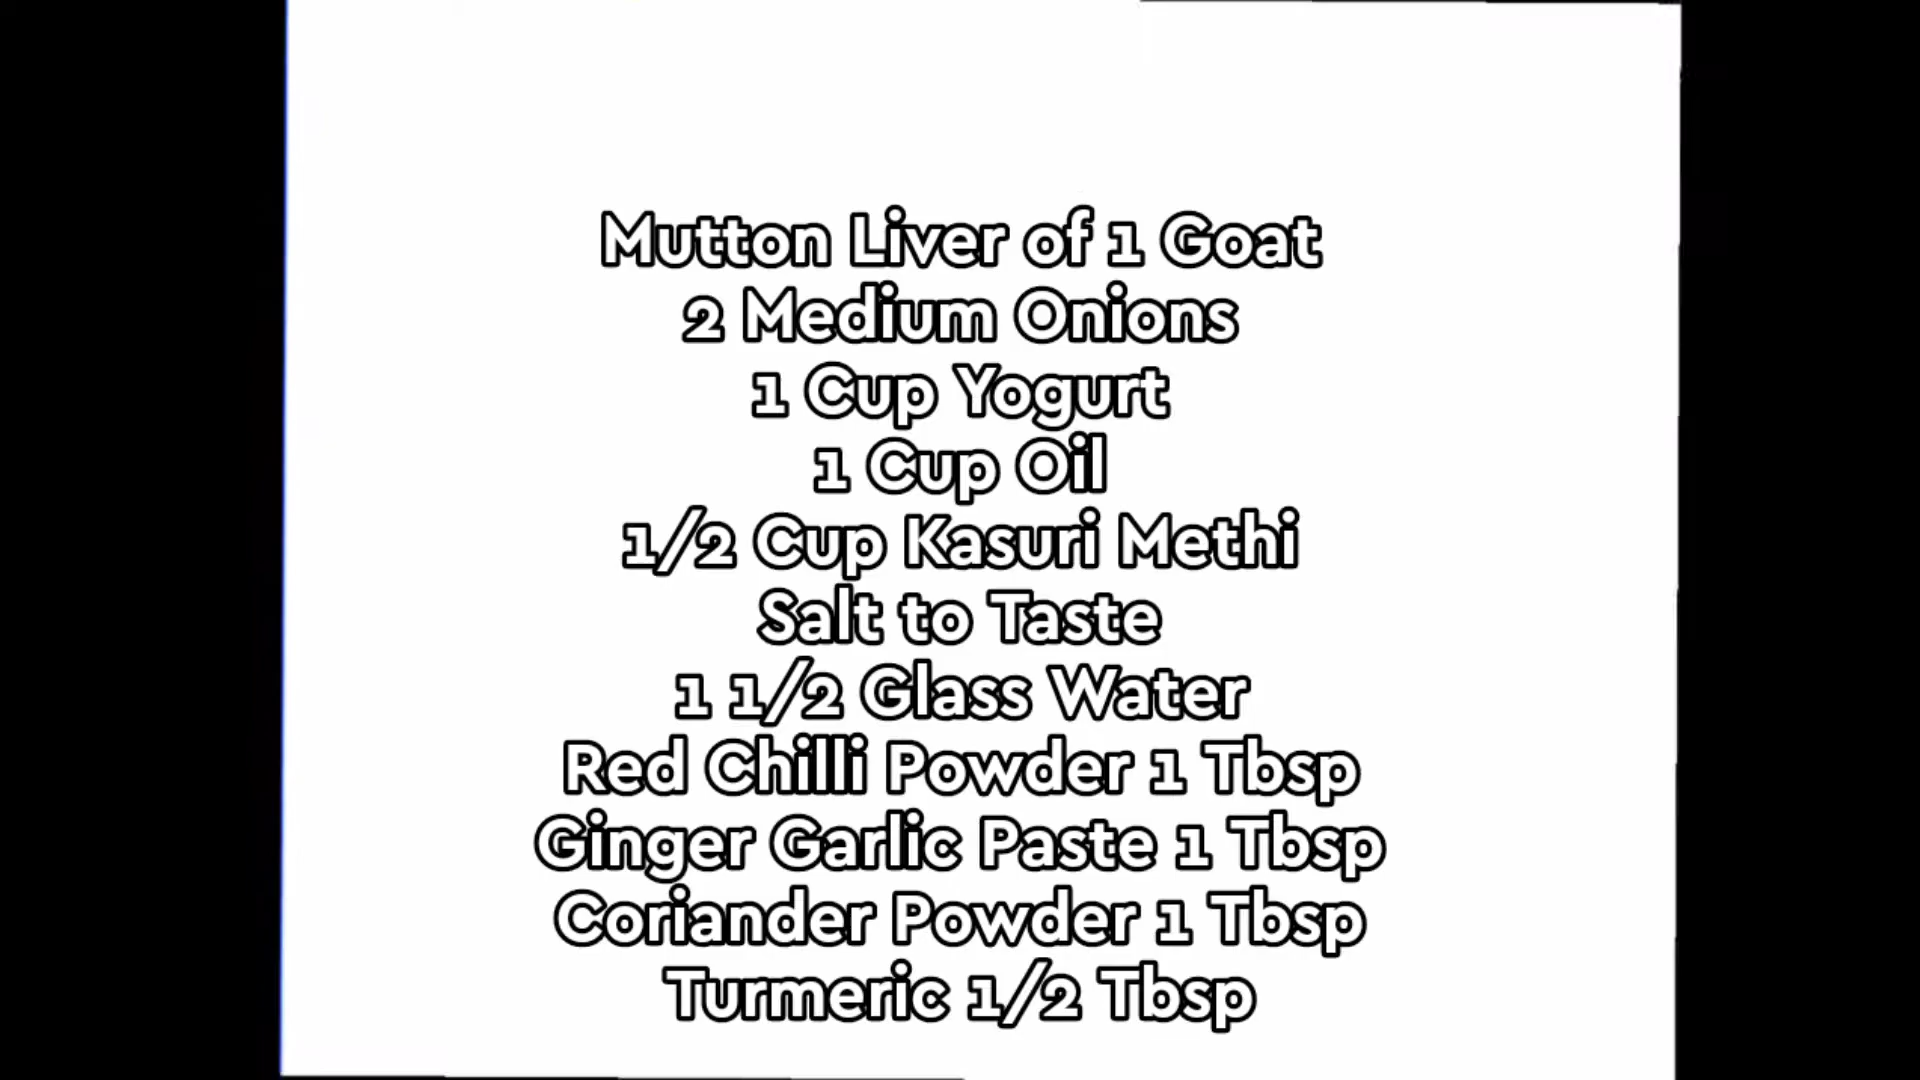 Mutton Liver of 1 Goat
2 Medium Onions
1 Cup Yogurt
1 Cup Oil
1/2 Cup Kasuri Methi
Salt to Taste
1 1/2 Glass Water
Red Chilli Powder 1 Tbsp
Ginger Garlic Paste 1 Tbsp
Coriander Powder 1 Tbsp
Turmeric 1/2 Tbsp